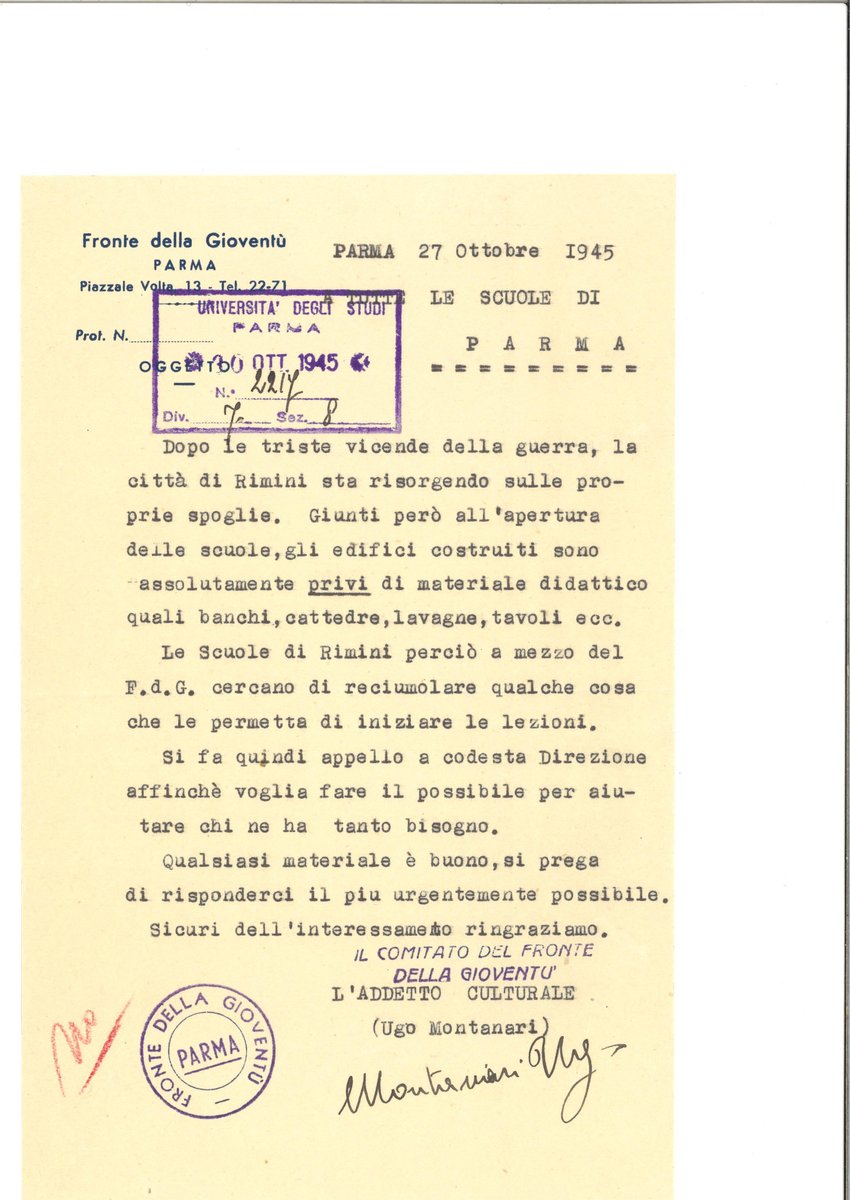 Fronte della Gioventù
PARMA
Piazzale Volta, 13 - Tel. 22-71
Prot. N.
OGGETTO
PARMA 27 Ottobre 1945
A TUTTE LE SCUOLE DI
P A R M A
= = = = = = = = =
UNIVERSITA' DEGLI STUDI
PARMA
30 OTT. 1945
N.° 2217
Div. 7 Sez. 8
Dopo le triste vicende della guerra, la
città di Rimini sta risorgendo sulle pro-
prie spoglie. Giunti però all'apertura
delle scuole,gli edifici costruiti sono
assolutamente privi di materiale didattico
quali banchi,cattedre,lavagne,tavoli ecc.
Le Scuole di Rimini perciò a mezzo del
F.d.G. cercano di reciumolare qualche cosa
che le permetta di iniziare le lezioni.
Si fa quindi appello a codesta Direzione
affinchè voglia fare il possibile per aiu-
tare chi ne ha tanto bisogno.
Qualsiasi materiale è buono,si prega
di risponderci il piu urgentemente possibile.
Sicuri dell'interessamento ringraziamo.
IL COMITATO DEL FRONTE
DELLA GIOVENTU'
L'ADDETTO CULTURALE
(Ugo Montanari)
Montanari Ugo
FRONTE DELLA GIOVENTÙ
PARMA